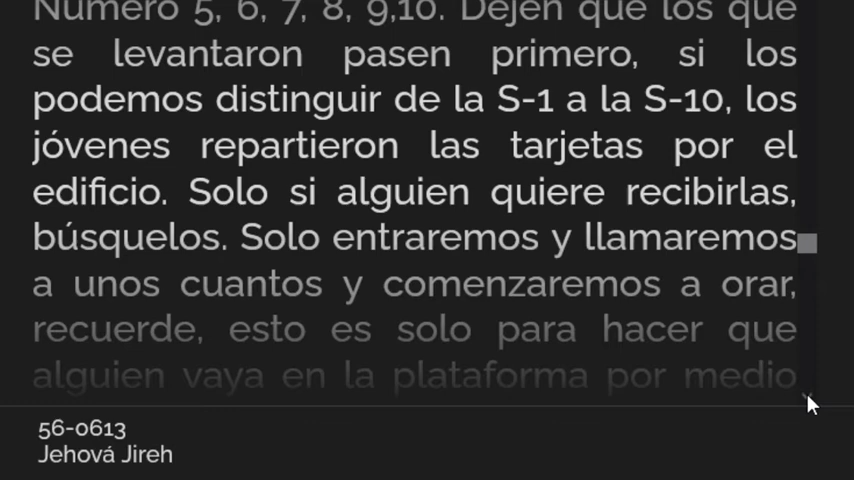 Número 5, 6, 7, 8, 9,10. Dejen que los que
se levantaron pasen primero, si los
podemos distinguir de la S-1 a la S-10, los
jóvenes repartieron las tarjetas por el
edificio. Solo si alguien quiere recibirlas,
búsquelos. Solo entraremos y llamaremos
a unos cuantos y comenzaremos a orar,
recuerde, esto es solo para hacer que
alguien vaya en la plataforma por medio
56-0613
Jehová Jireh